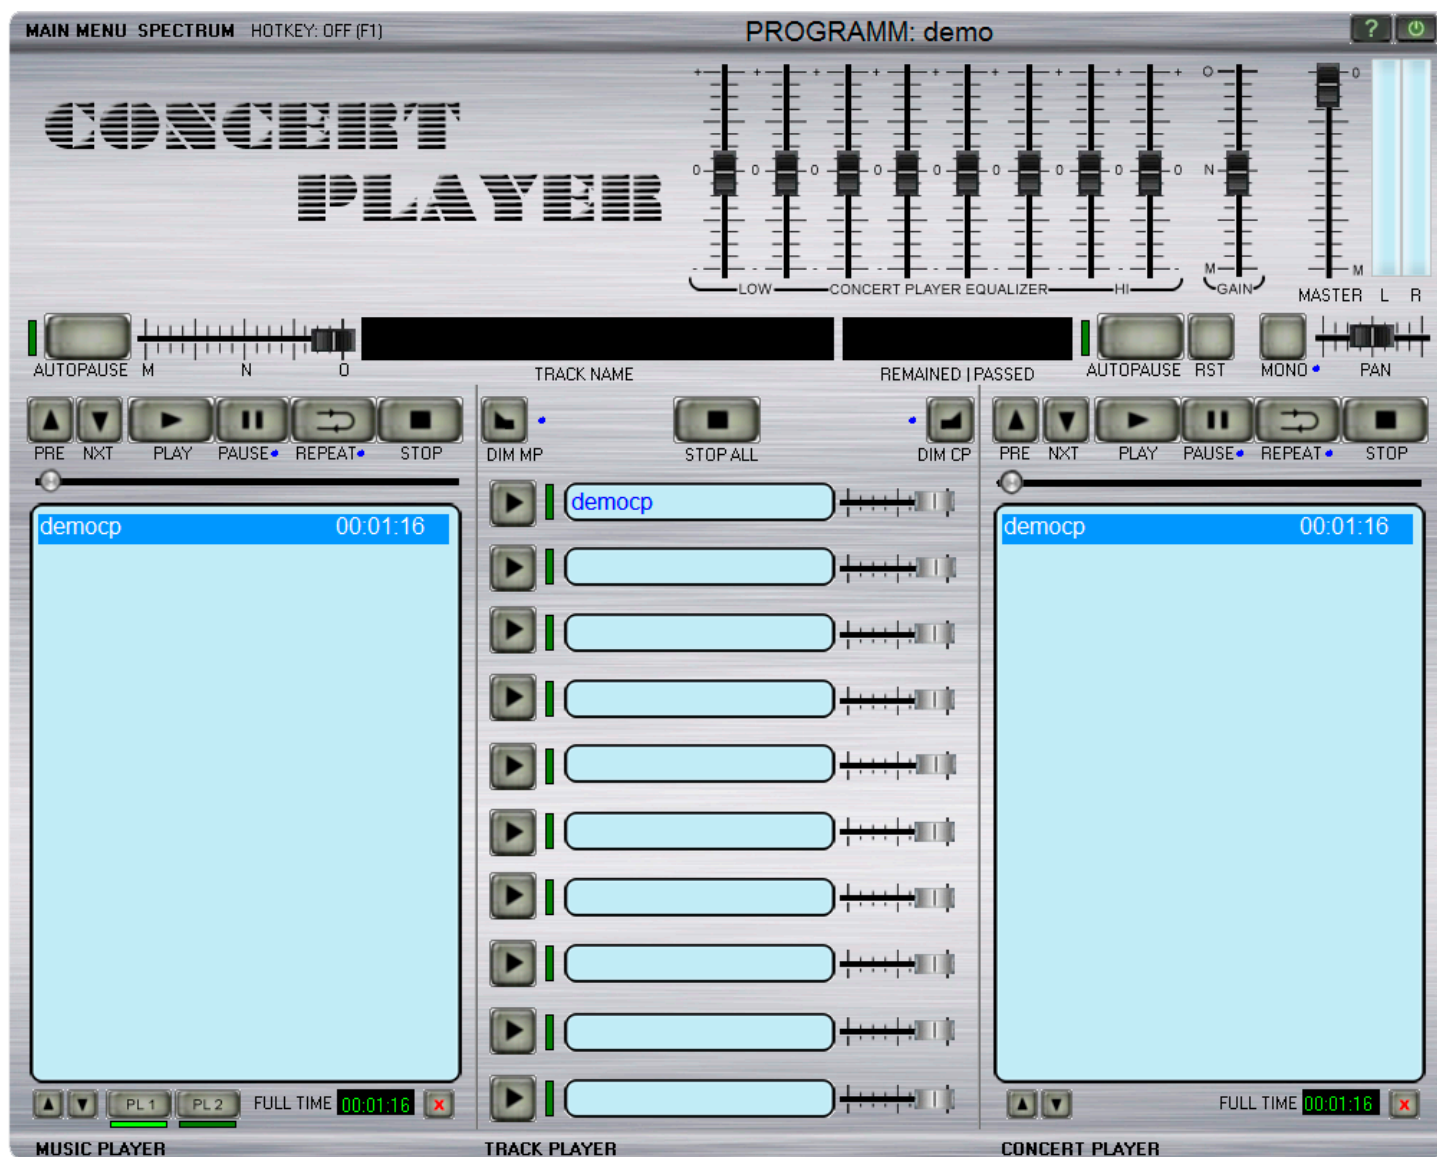 MAIN MENU SPECTRUM HOTKEY: OFF (F1) PROGRAMM: demo ?
CONCERT
PLAYER
+ + + + + + + + + O 0
0 0 0 0 0 0 0 0 0 N
- - - - - - - - - M M
LOW CONCERT PLAYER EQUALIZER HI GAIN MASTER L R
AUTOPAUSE M N O TRACK NAME REMAINED | PASSED AUTOPAUSE RST MONO PAN
PRE NXT PLAY PAUSE REPEAT STOP DIM MP STOP ALL DIM CP PRE NXT PLAY PAUSE REPEAT STOP
democp
democp 00:01:16 democp 00:01:16
PL 1 PL 2 FULL TIME 00:01:16 X FULL TIME 00:01:16 X
MUSIC PLAYER TRACK PLAYER CONCERT PLAYER